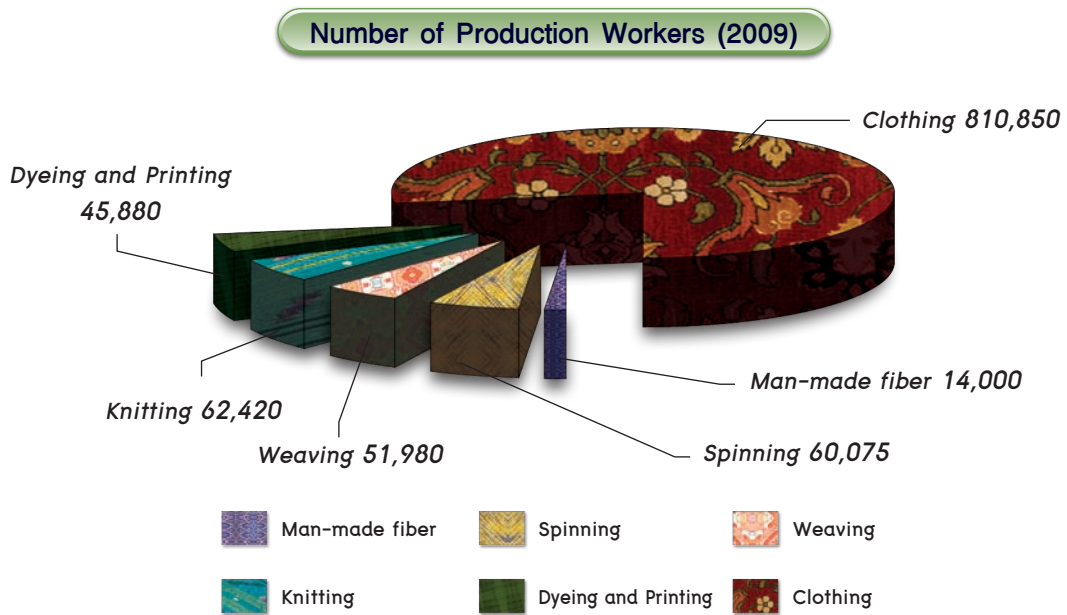 Number of Production Workers (2009)
Clothing 810,850
Dyeing and Printing
45,880
Knitting 62,420
Weaving 51,980
Spinning 60,075
Man-made fiber 14,000
Man-made fiber
Spinning
Weaving
Knitting
Dyeing and Printing
Clothing